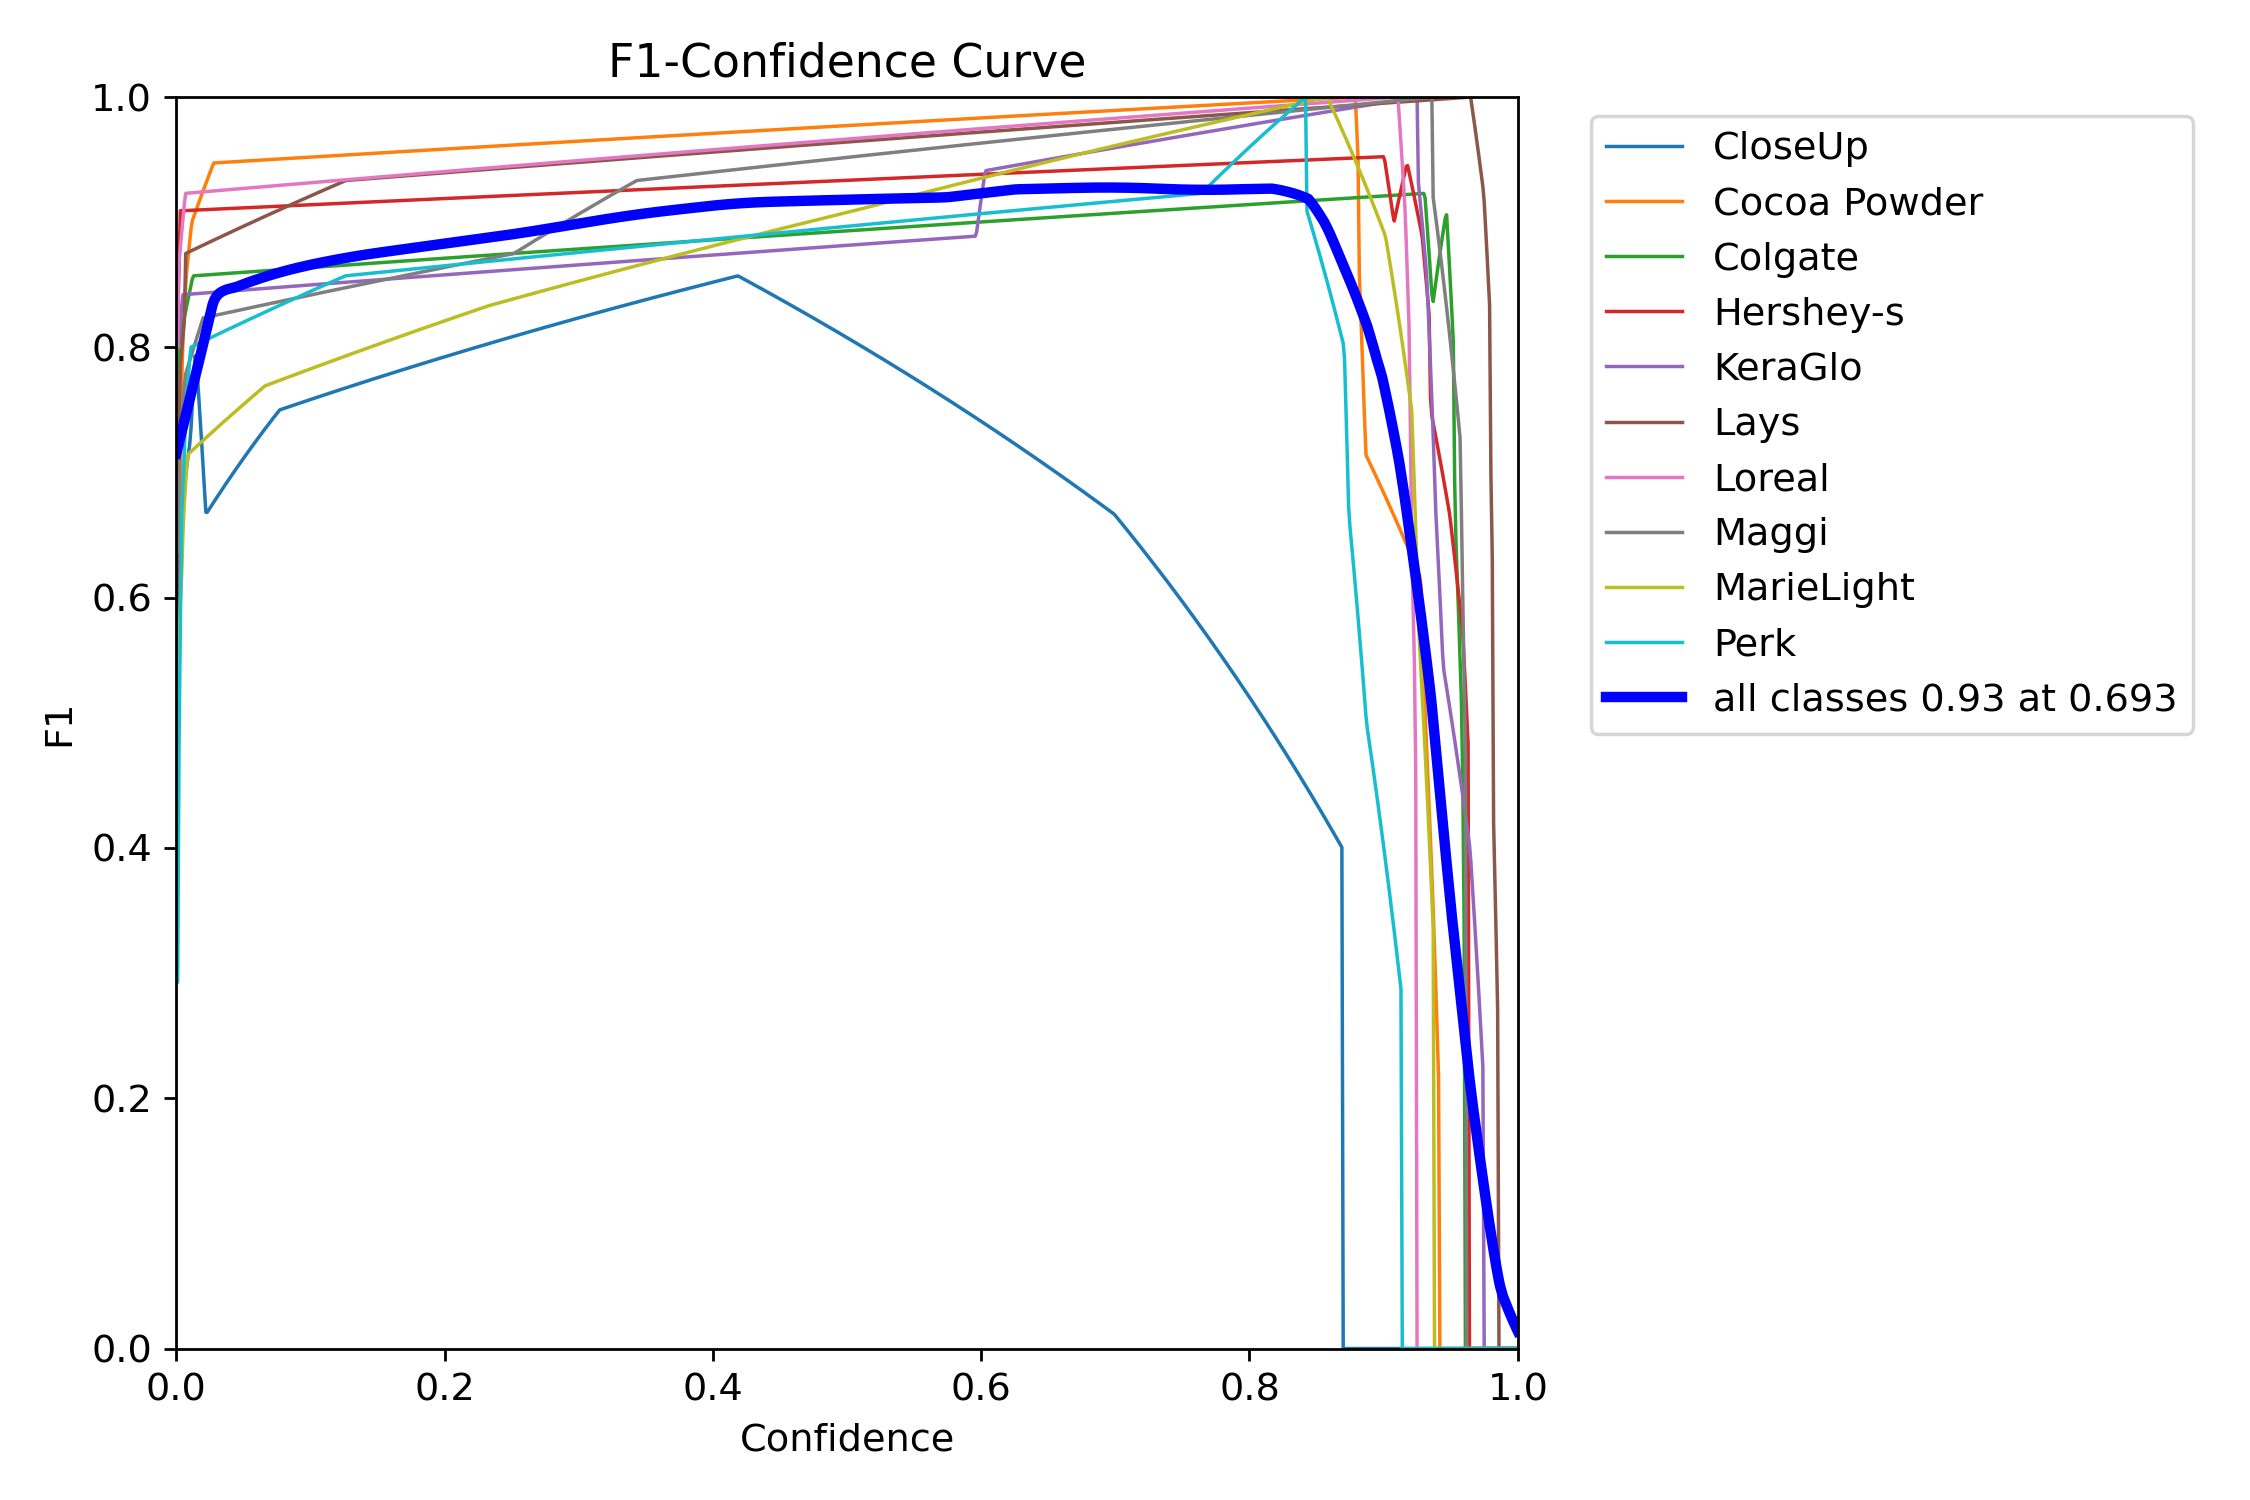 F1-Confidence Curve
1.0
0.8
0.6
0.4
0.2
0.0
F1
0.0 0.2 0.4 0.6 0.8 1.0
Confidence
CloseUp
Cocoa Powder
Colgate
Hershey-s
KeraGlo
Lays
Loreal
Maggi
MarieLight
Perk
all classes 0.93 at 0.693